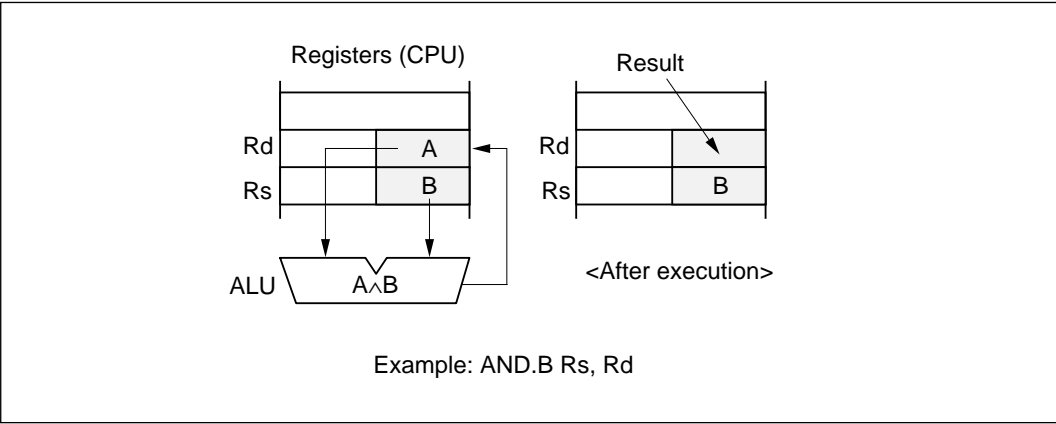 Registers (CPU)
Result
Rd
A
Rs
B
ALU
A∧B
Rd
Rs
B
<After execution>
Example: AND.B Rs, Rd